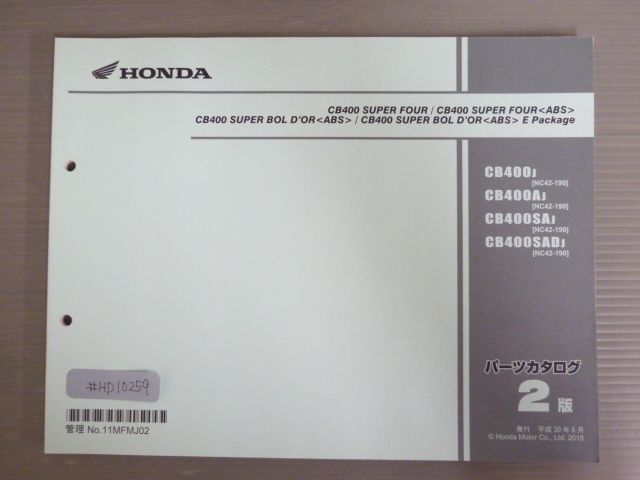 HONDA
CB400 SUPER FOUR / CB400 SUPER FOUR<ABS>
CB400 SUPER BOL D'OR<ABS> / CB400 SUPER BOL D'OR<ABS> E Package
CB400J
[NC42-190]
CB400AJ
[NC42-190]
CB400SAJ
[NC42-190]
CB400SADJ
[NC42-190]
パーツカタログ
2版
発行 平成30年6月
© Honda Motor Co., Ltd. 2018
#HD10259
管理 No.11MFMJ02